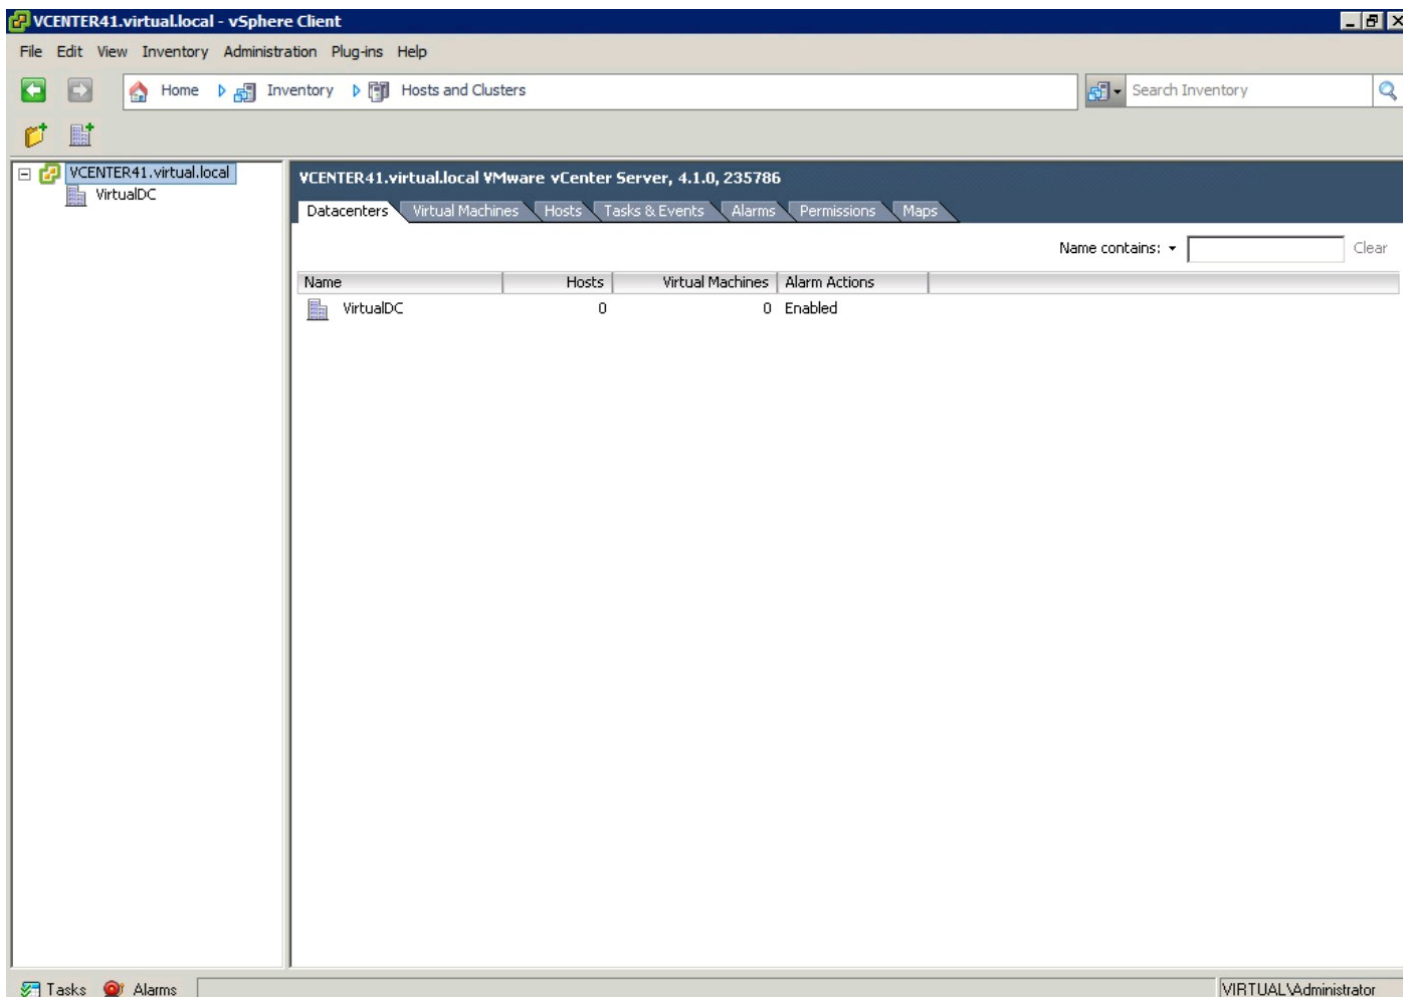 VCENTER41.virtual.local - vSphere Client
File Edit View Inventory Administration Plug-ins Help
Home Inventory Hosts and Clusters Search Inventory
VCENTER41.virtual.local
VirtualDC
VCENTER41.virtual.local VMware vCenter Server, 4.1.0, 235786
Datacenters Virtual Machines Hosts Tasks & Events Alarms Permissions Maps
Name contains: Clear
Name Hosts Virtual Machines Alarm Actions
VirtualDC 0 0 Enabled
Tasks Alarms VIRTUAL\Administrator